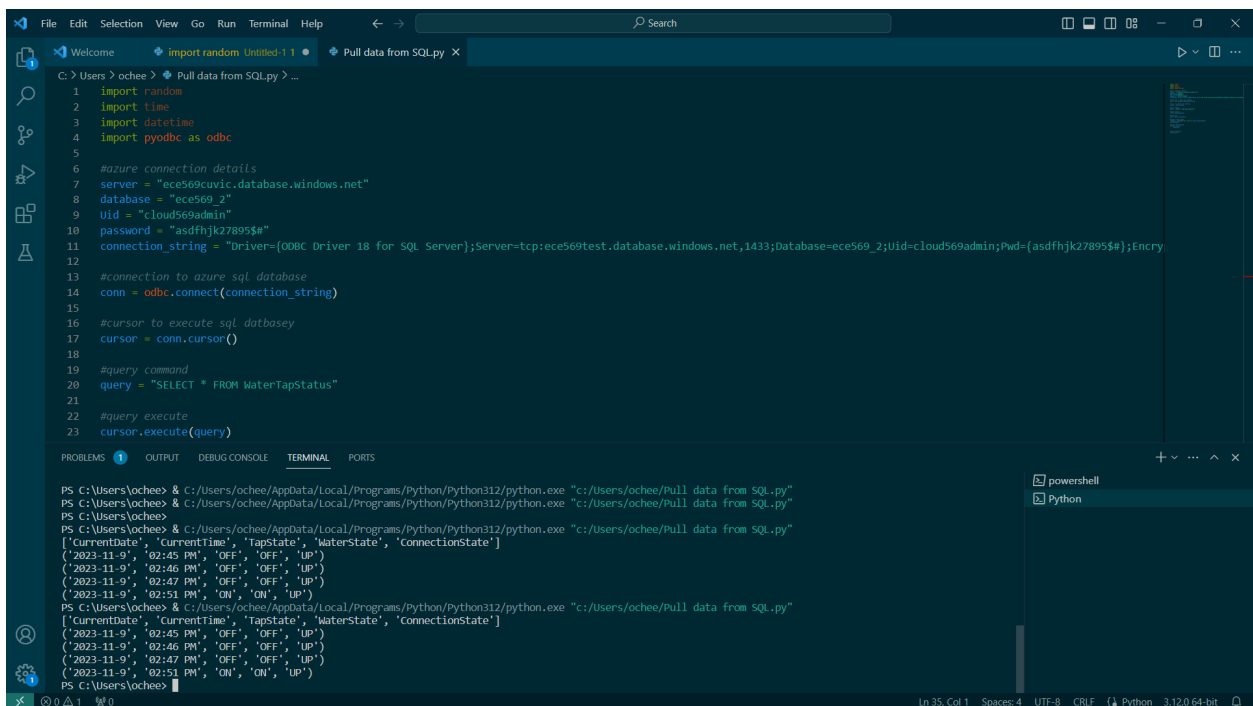 File Edit Selection View Go Run Terminal Help Search
Welcome import random Untitled-1 1 Pull data from SQL.py
C: > Users > ochee > Pull data from SQL.py > ...
1 import random
2 import time
3 import datetime
4 import pyodbc as odbc
5
6 #azure connection details
7 server = "ece569cuvic.database.windows.net"
8 database = "ece569_2"
9 Uid = "cloud569admin"
10 password = "asdfhjk27895$#"
11 connection_string = "Driver={ODBC Driver 18 for SQL Server};Server=tcp:ece569test.database.windows.net,1433;Database=ece569_2;Uid=cloud569admin;Pwd={asdfhjk27895$#};Encry
12
13 #connection to azure sql database
14 conn = odbc.connect(connection_string)
15
16 #cursor to execute sql datbasey
17 cursor = conn.cursor()
18
19 #query command
20 query = "SELECT * FROM WaterTapStatus"
21
22 #query execute
23 cursor.execute(query)
PROBLEMS 1 OUTPUT DEBUG CONSOLE TERMINAL PORTS
PS C:\Users\ochee> & C:/Users/ochee/AppData/Local/Programs/Python/Python312/python.exe "c:/Users/ochee/Pull data from SQL.py"
PS C:\Users\ochee> & C:/Users/ochee/AppData/Local/Programs/Python/Python312/python.exe "c:/Users/ochee/Pull data from SQL.py"
PS C:\Users\ochee>
PS C:\Users\ochee> & C:/Users/ochee/AppData/Local/Programs/Python/Python312/python.exe "c:/Users/ochee/Pull data from SQL.py"
['CurrentDate', 'CurrentTime', 'TapState', 'WaterState', 'ConnectionState']
('2023-11-9', '02:45 PM', 'OFF', 'OFF', 'UP')
('2023-11-9', '02:46 PM', 'OFF', 'OFF', 'UP')
('2023-11-9', '02:47 PM', 'OFF', 'OFF', 'UP')
('2023-11-9', '02:51 PM', 'ON', 'ON', 'UP')
PS C:\Users\ochee> & C:/Users/ochee/AppData/Local/Programs/Python/Python312/python.exe "c:/Users/ochee/Pull data from SQL.py"
['CurrentDate', 'CurrentTime', 'TapState', 'WaterState', 'ConnectionState']
('2023-11-9', '02:45 PM', 'OFF', 'OFF', 'UP')
('2023-11-9', '02:46 PM', 'OFF', 'OFF', 'UP')
('2023-11-9', '02:47 PM', 'OFF', 'OFF', 'UP')
('2023-11-9', '02:51 PM', 'ON', 'ON', 'UP')
PS C:\Users\ochee>
powershell
Python
1
1
0 1 0 Ln 35, Col 1 Spaces: 4 UTF-8 CRLF Python 3.12.0 64-bit